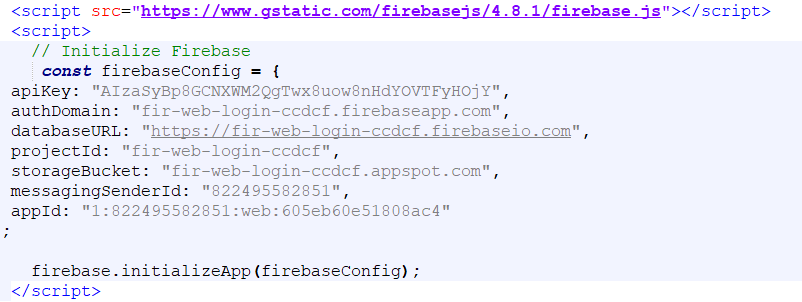 <script src="https://www.gstatic.com/firebasejs/4.8.1/firebase.js"></script>
<script>
// Initialize Firebase
const firebaseConfig = {
apiKey: "AIzaSyBp8GCNXWM2QgTwx8uow8nHdYOVTFyHOjY",
authDomain: "fir-web-login-ccdcf.firebaseapp.com",
databaseURL: "https://fir-web-login-ccdcf.firebaseio.com",
projectId: "fir-web-login-ccdcf",
storageBucket: "fir-web-login-ccdcf.appspot.com",
messagingSenderId: "822495582851",
appId: "1:822495582851:web:605eb60e51808ac4"
;
firebase.initializeApp(firebaseConfig);
</script>